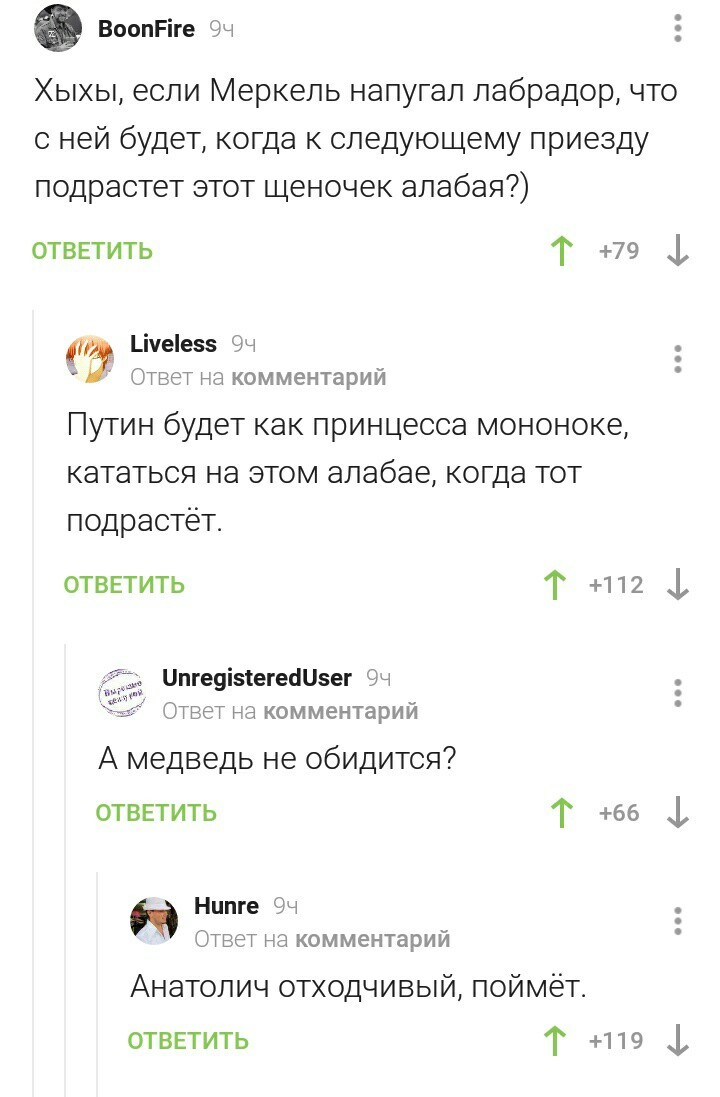 BoonFire 9ч
Хыхы, если Меркель напугал лабрадор, что
с ней будет, когда к следующему приезду
подрастет этот щеночек алабая?)
ОТВЕТИТЬ +79
Liveless 9ч
Ответ на комментарий
Путин будет как принцесса мононоке,
кататься на этом алабае, когда тот
подрастёт.
ОТВЕТИТЬ +112
UnregisteredUser 9ч
Ответ на комментарий
А медведь не обидится?
ОТВЕТИТЬ +66
Hunre 9ч
Ответ на комментарий
Анатолич отходчивый, поймёт.
ОТВЕТИТЬ +119